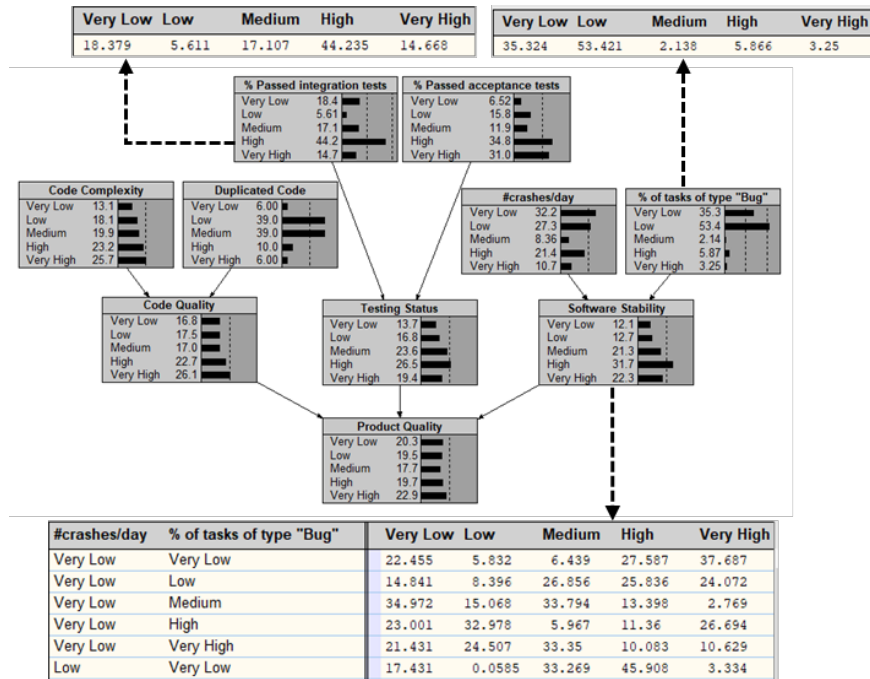 Very Low Low Medium High Very High
18.379 5.611 17.107 44.235 14.668
Very Low Low Medium High Very High
35.324 53.421 2.138 5.866 3.25
% Passed integration tests
Very Low 18.4
Low 5.61
Medium 17.1
High 44.2
Very High 14.7
% Passed acceptance tests
Very Low 6.52
Low 15.8
Medium 11.9
High 34.8
Very High 31.0
Code Complexity
Very Low 13.1
Low 18.1
Medium 19.9
High 23.2
Very High 25.7
Duplicated Code
Very Low 6.00
Low 39.0
Medium 39.0
High 10.0
Very High 6.00
#crashes/day
Very Low 32.2
Low 27.3
Medium 8.36
High 21.4
Very High 10.7
% of tasks of type "Bug"
Very Low 35.3
Low 53.4
Medium 2.14
High 5.87
Very High 3.25
Code Quality
Very Low 16.8
Low 17.5
Medium 17.0
High 22.7
Very High 26.1
Testing Status
Very Low 13.7
Low 16.8
Medium 23.6
High 26.5
Very High 19.4
Software Stability
Very Low 12.1
Low 12.7
Medium 21.3
High 31.7
Very High 22.3
Product Quality
Very Low 20.3
Low 19.5
Medium 17.7
High 19.7
Very High 22.9
#crashes/day % of tasks of type "Bug" Very Low Low Medium High Very High
Very Low Very Low 22.455 5.832 6.439 27.587 37.687
Very Low Low 14.841 8.396 26.856 25.836 24.072
Very Low Medium 34.972 15.068 33.794 13.398 2.769
Very Low High 23.001 32.978 5.967 11.36 26.694
Very Low Very High 21.431 24.507 33.35 10.083 10.629
Low Very Low 17.431 0.0585 33.269 45.908 3.334